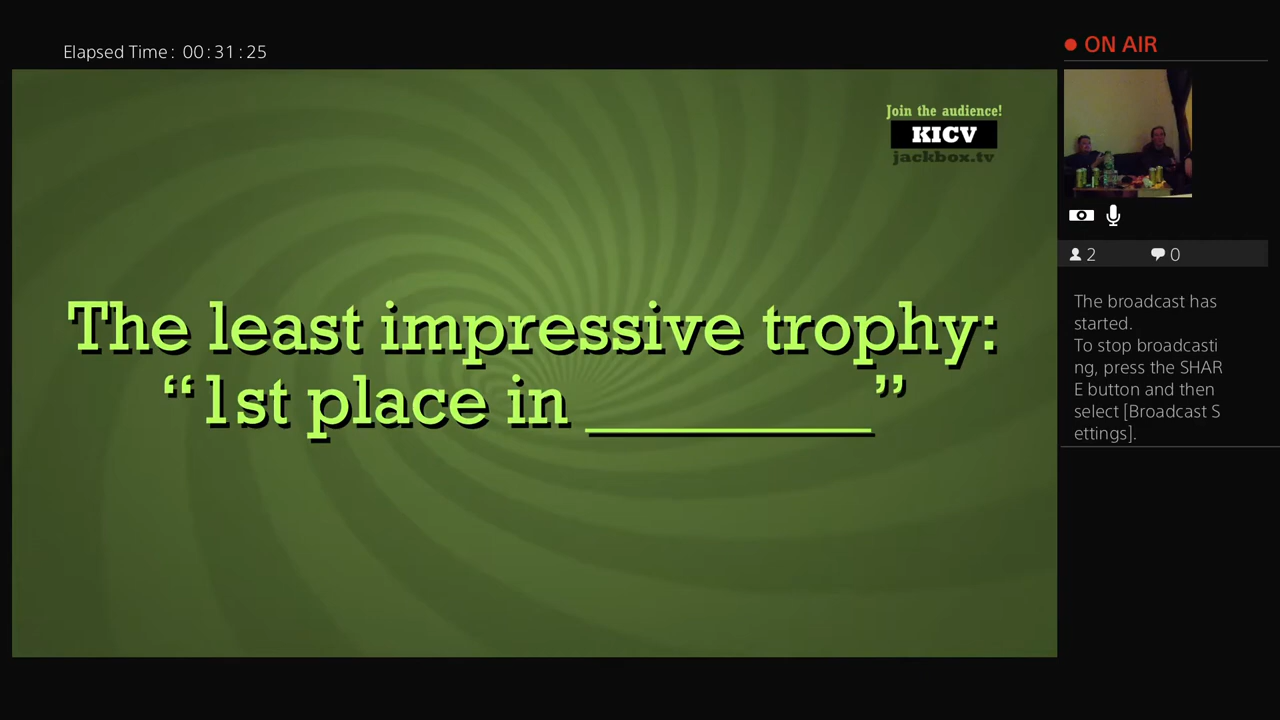 Elapsed Time: 00:31:25
ON AIR
Join the audience!
KICV
jackbox.tv
2
0
The least impressive trophy:
“1st place in ________”
The broadcast has
started.
To stop broadcasti
ng, press the SHAR
E button and then
select [Broadcast S
ettings].